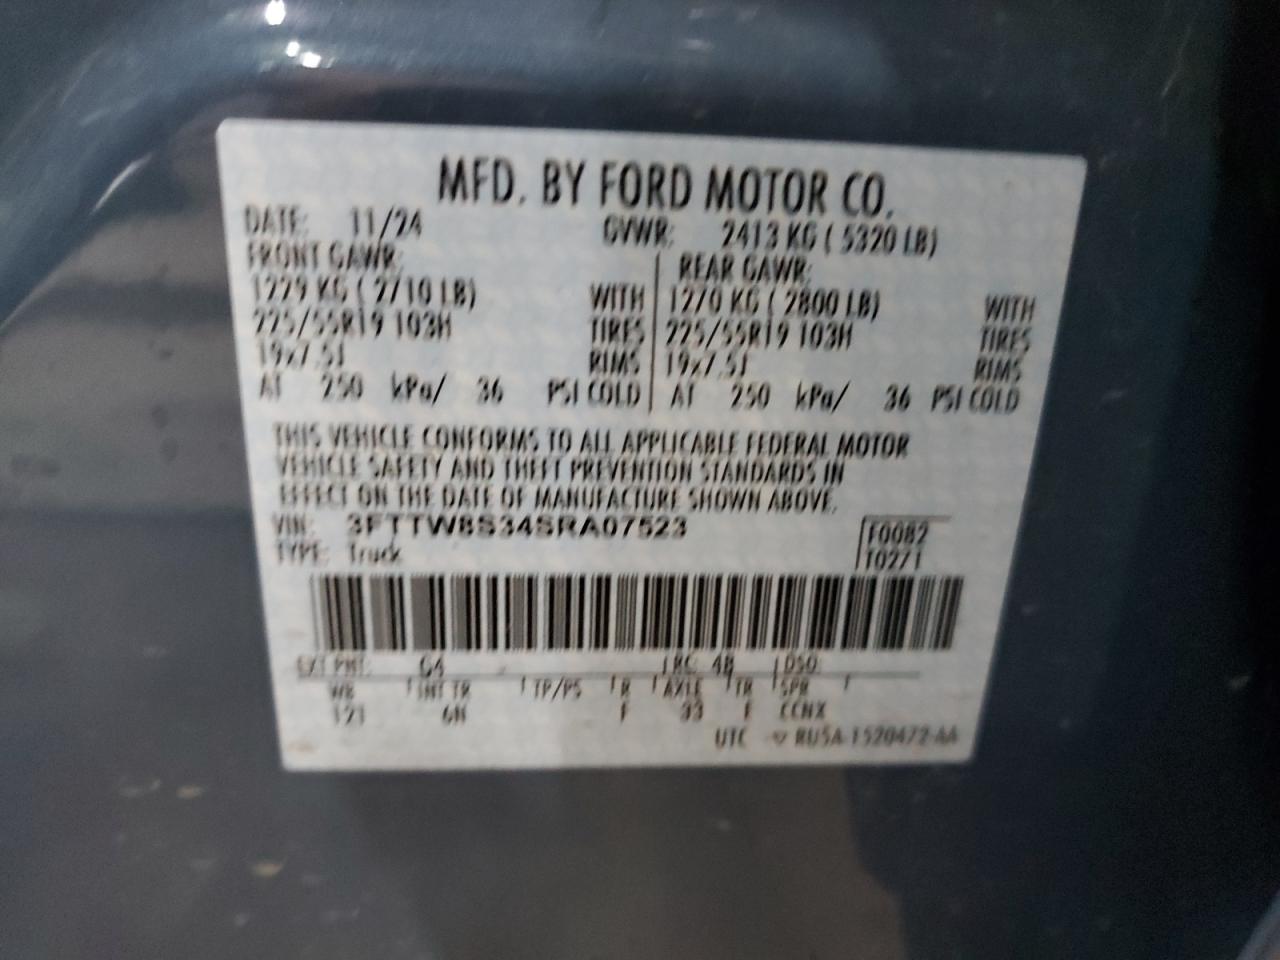 MFD. BY FORD MOTOR CO.
DATE: 11/24 GVWR: 2413 KG ( 5320 LB)
FRONT GAWR: REAR GAWR:
1229 KG ( 2710 LB) WITH 1270 KG ( 2800 LB) WITH
225/55R19 103H TIRES 225/55R19 103H TIRES
19x7.5J RIMS 19x7.5J RIMS
AT 250 kPa/ 36 PSI COLD AT 250 kPa/ 36 PSI COLD
THIS VEHICLE CONFORMS TO ALL APPLICABLE FEDERAL MOTOR
VEHICLE SAFETY AND THEFT PREVENTION STANDARDS IN
EFFECT ON THE DATE OF MANUFACTURE SHOWN ABOVE.
VIN: 3FTTW8S34SRA07523 F0082
TYPE: Truck T0271
EXT PNT: G4 RC: 48 DSO:
WB INT TR TP/PS R AXLE TR SPR
121 6H F 33 F CCNX
UTC